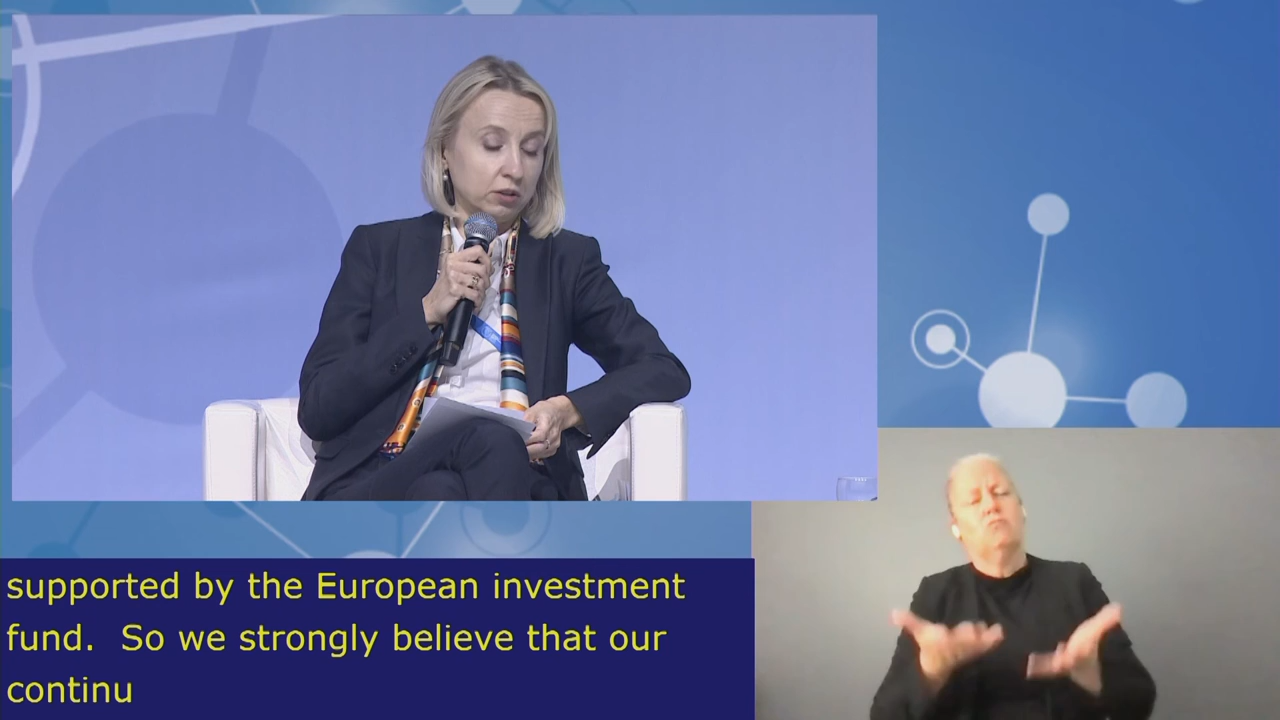 supported by the European investment
fund.  So we strongly believe that our
continu